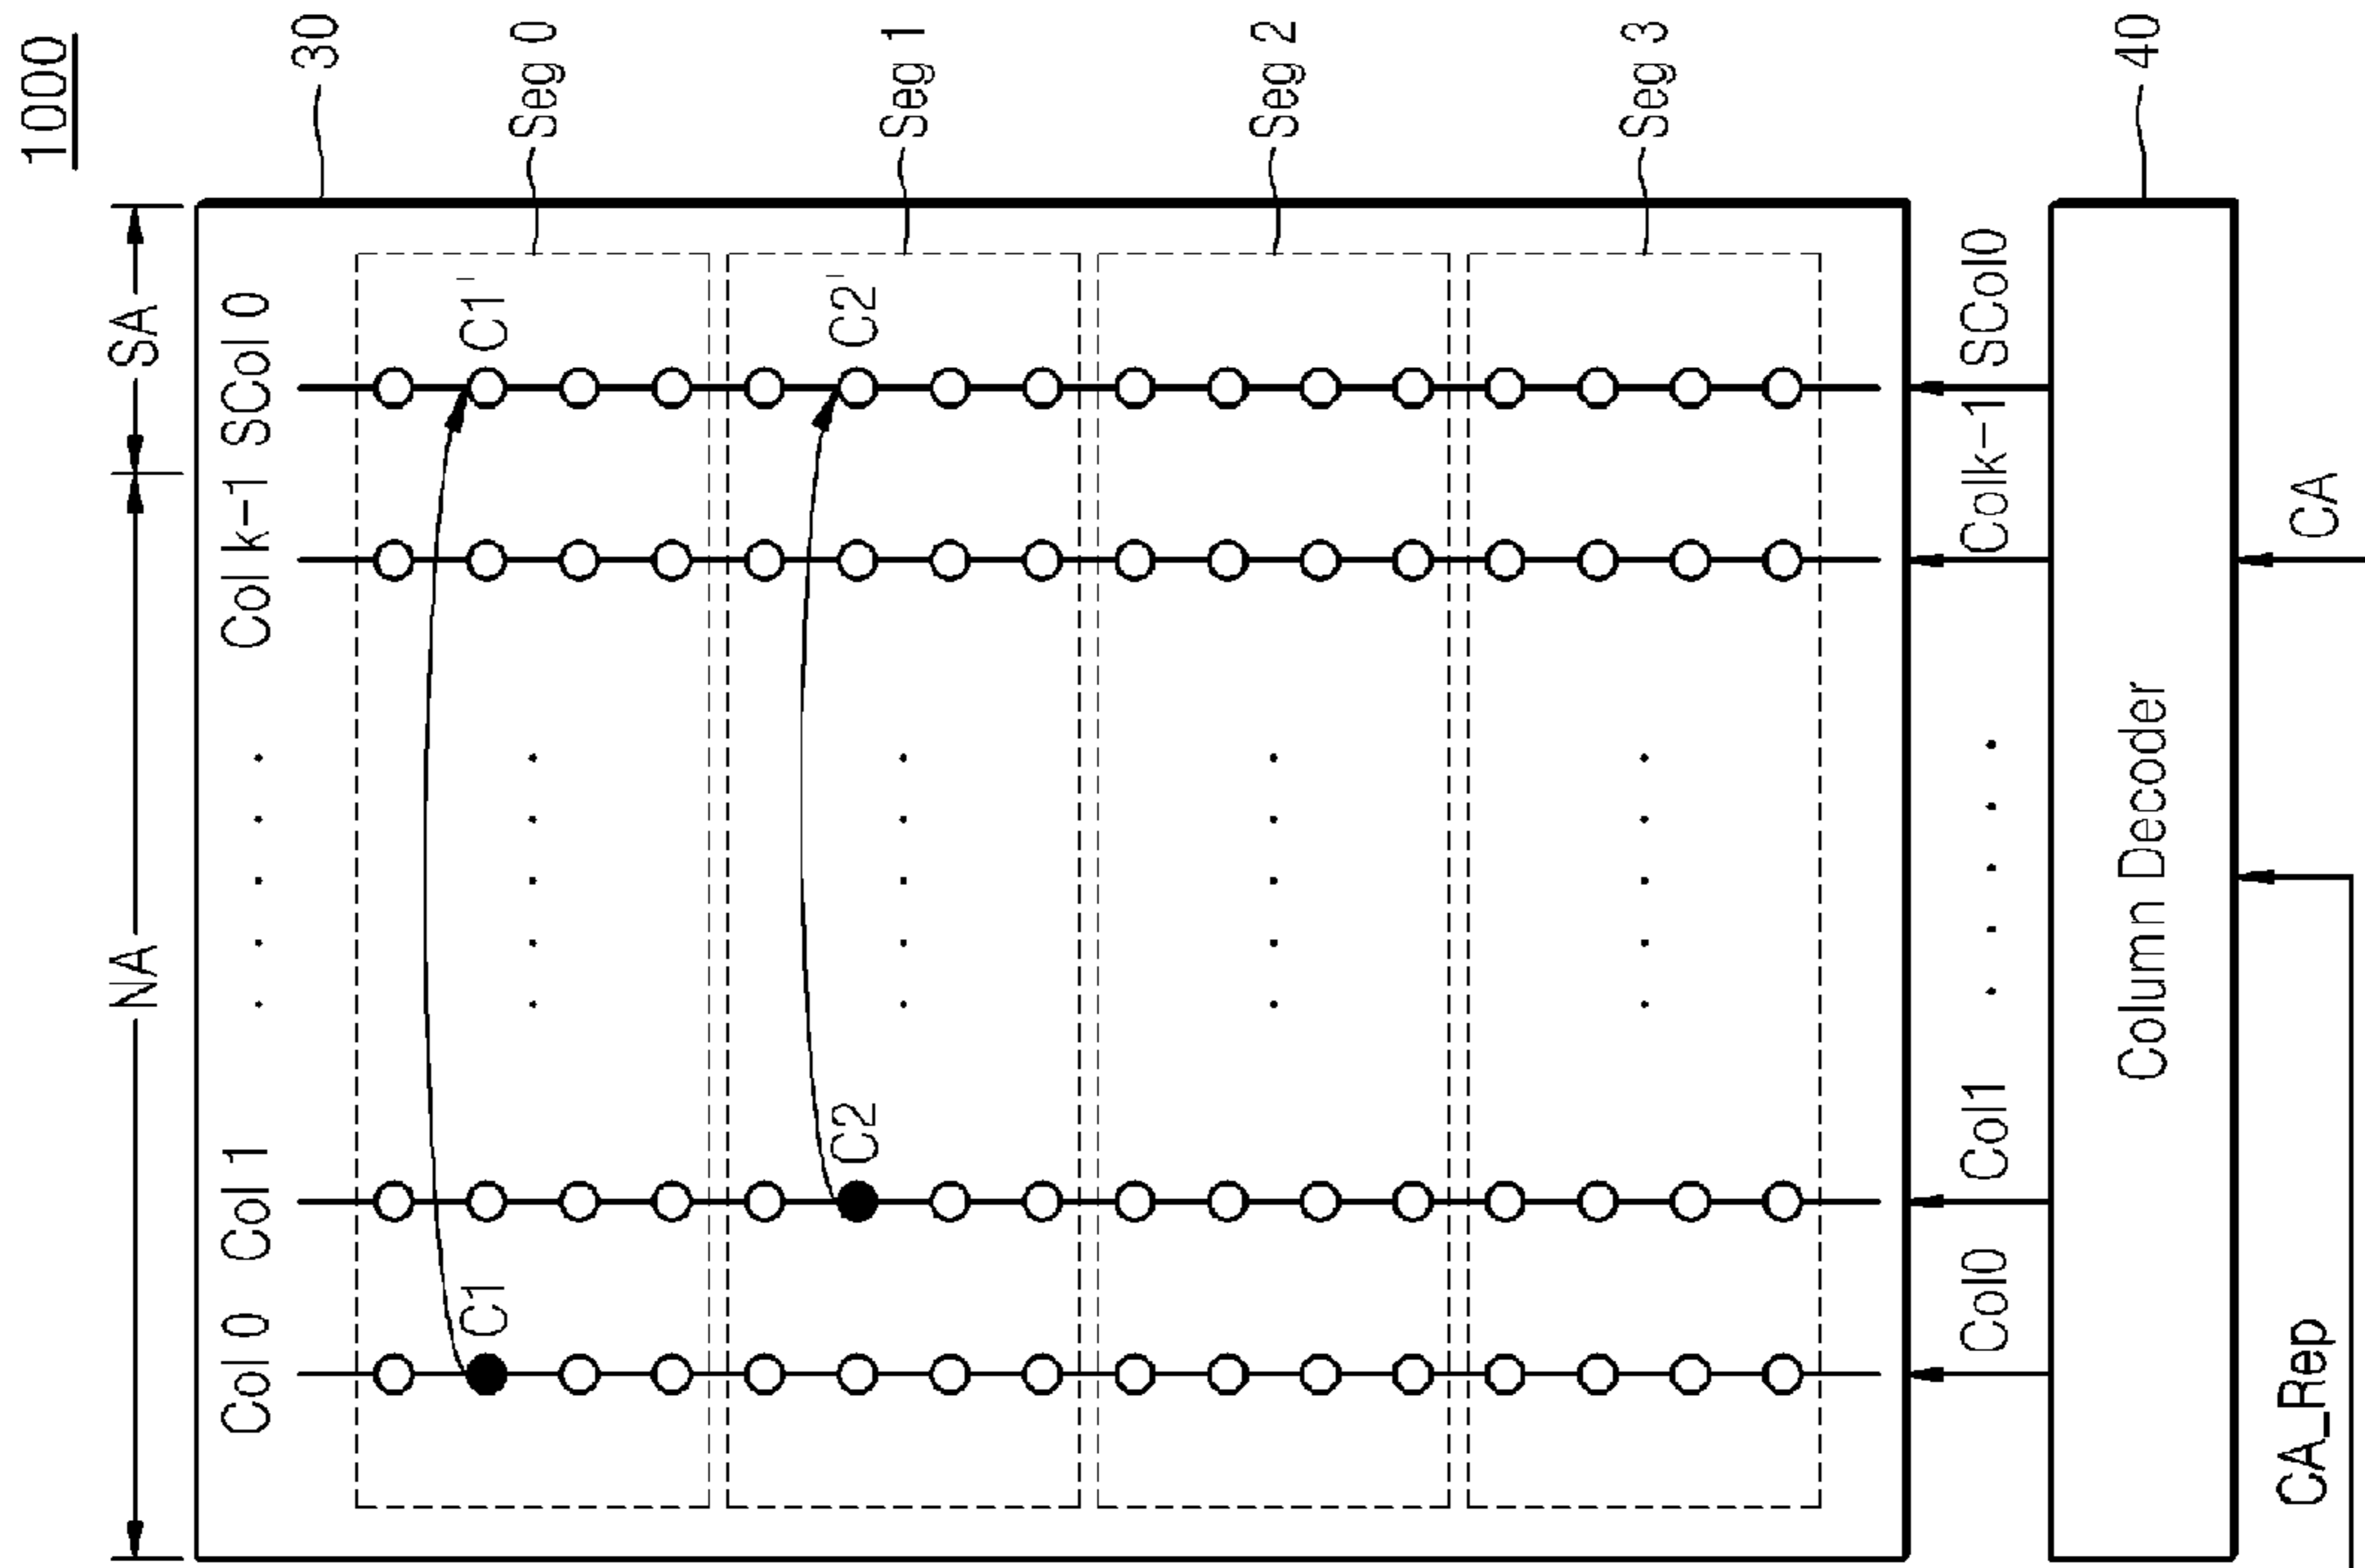 1000
NA
SA
30
Col 0
Col 1
Col k-1
SCol 0
C1
C1'
Seg 0
C2
C2'
Seg 1
Seg 2
Seg 3
Col0
Col1
Colk-1
SCol0
Column Decoder
40
CA_Rep
CA